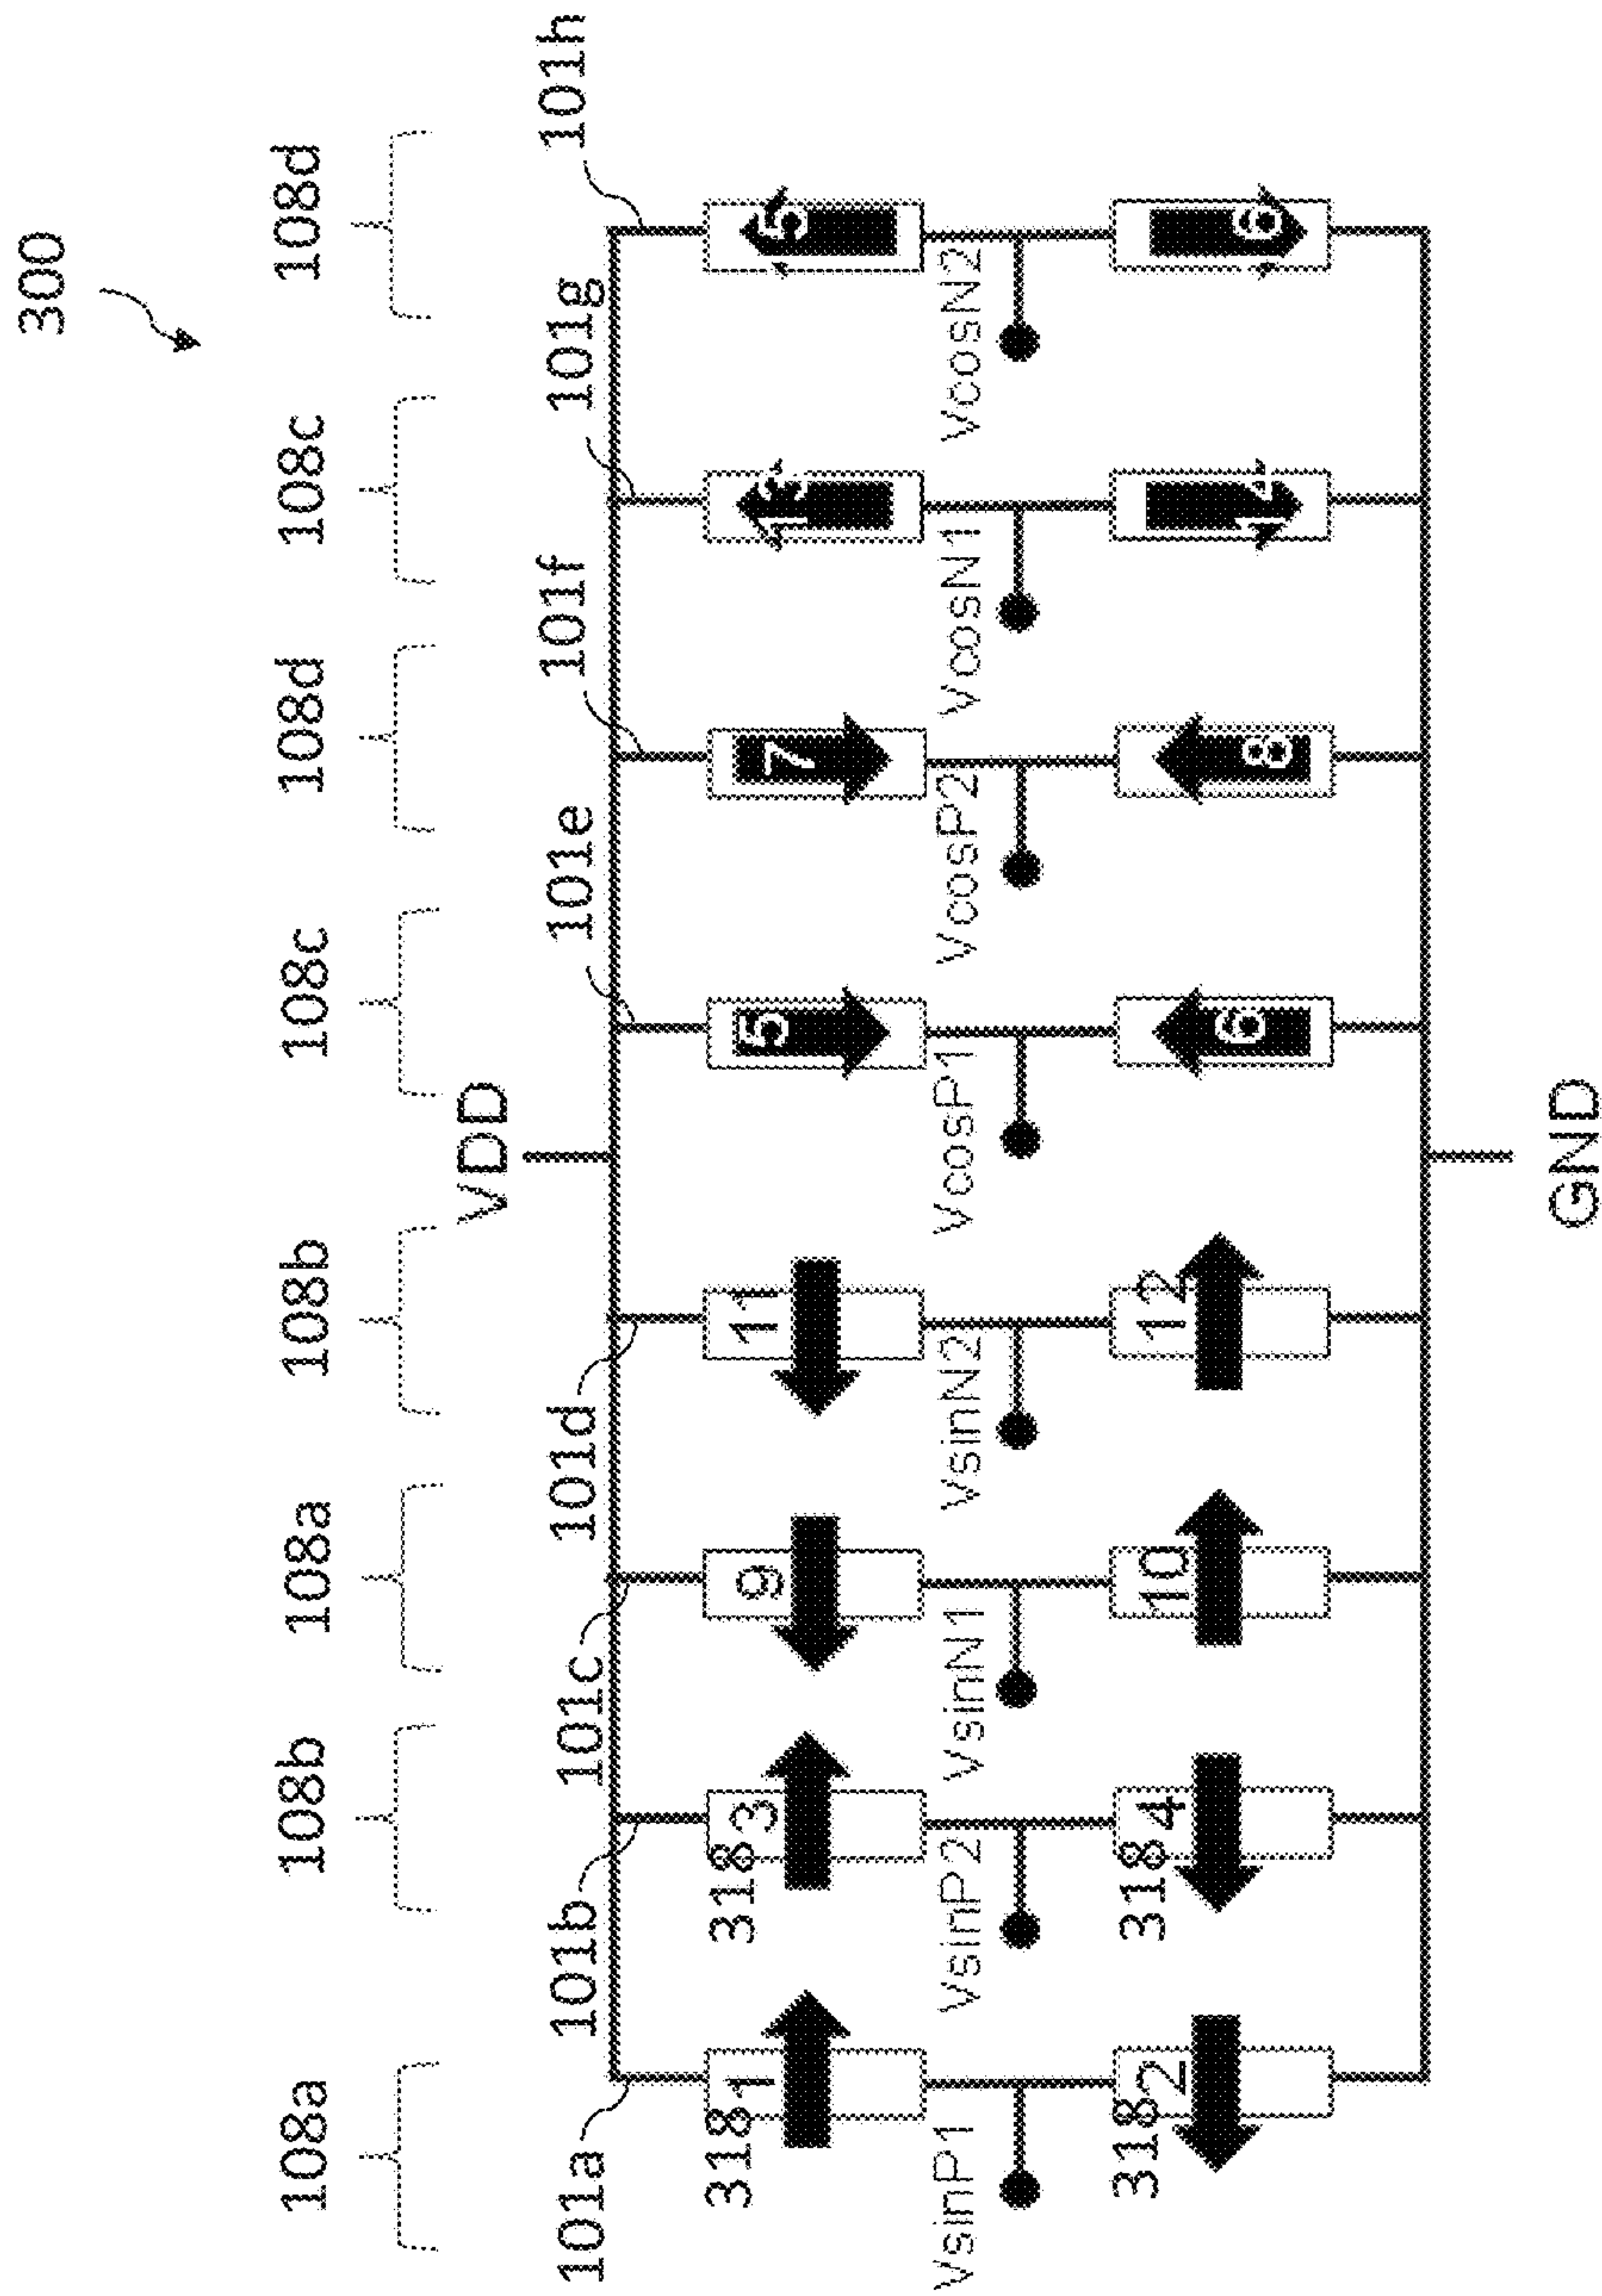 300
108a 108b 108a 108b 108c 108d 108c 108d
VDD
101a 101b 101c 101d 101e 101f 101g 101h
318 1 318 3 9 11 5 7
VsinP1 VsinP2 VsinN1 VsinN2 VcosP1 VcosP2 VcosN1 VcosN2
318 2 318 4 10 12 6 8
GND